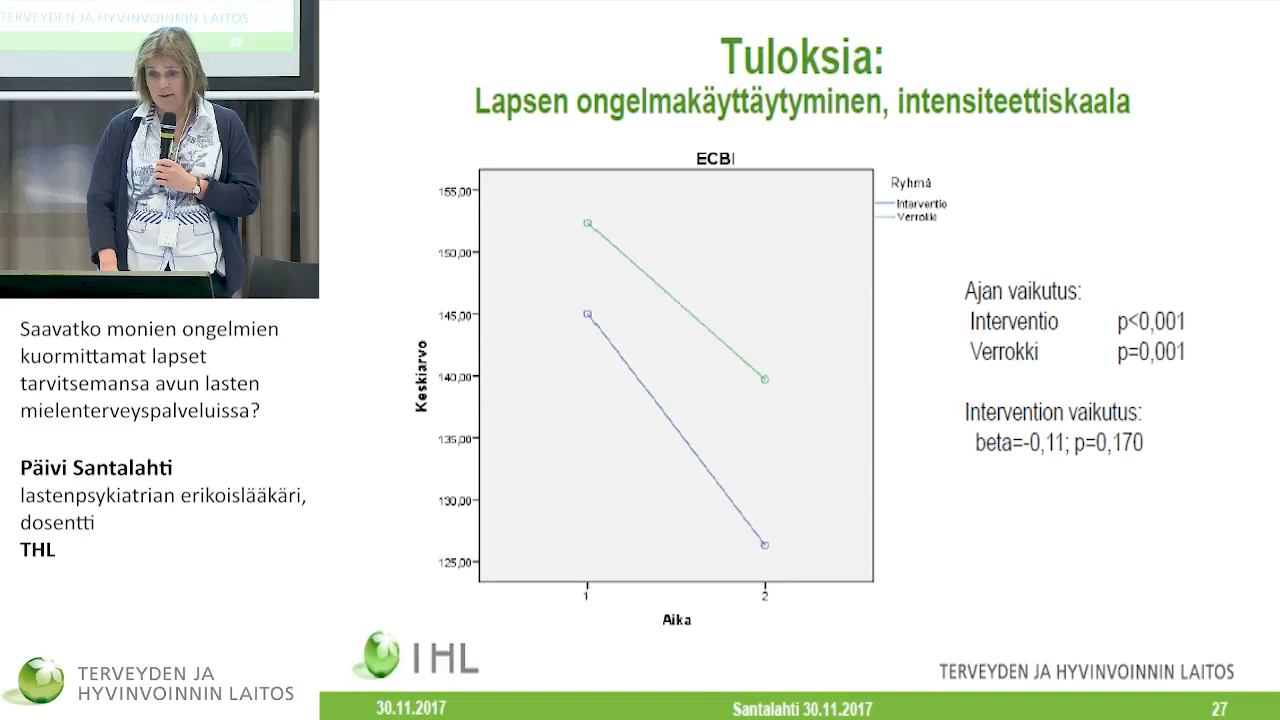 TERVEYDEN JA HYVINVOINNIN LAITOS
28
Saavatko monien ongelmien
kuormittamat lapset
tarvitsemansa avun lasten
mielenterveyspalveluissa?
Päivi Santalahti
lastenpsykiatrian erikoislääkäri,
dosentti
THL
TERVEYDEN JA
HYVINVOINNIN LAITOS
Tuloksia:
Lapsen ongelmakäyttäytyminen, intensiteettiskaala
ECBI
155,00
150,00
145,00
140,00
135,00
130,00
125,00
Keskiarvo
1
2
Aika
Ryhmä
Interventio
Verrokki
Ajan vaikutus:
Interventio p<0,001
Verrokki p=0,001
Intervention vaikutus:
beta=-0,11; p=0,170
THL
TERVEYDEN JA HYVINVOINNIN LAITOS
30.11.2017
Santalahti 30.11.2017
27